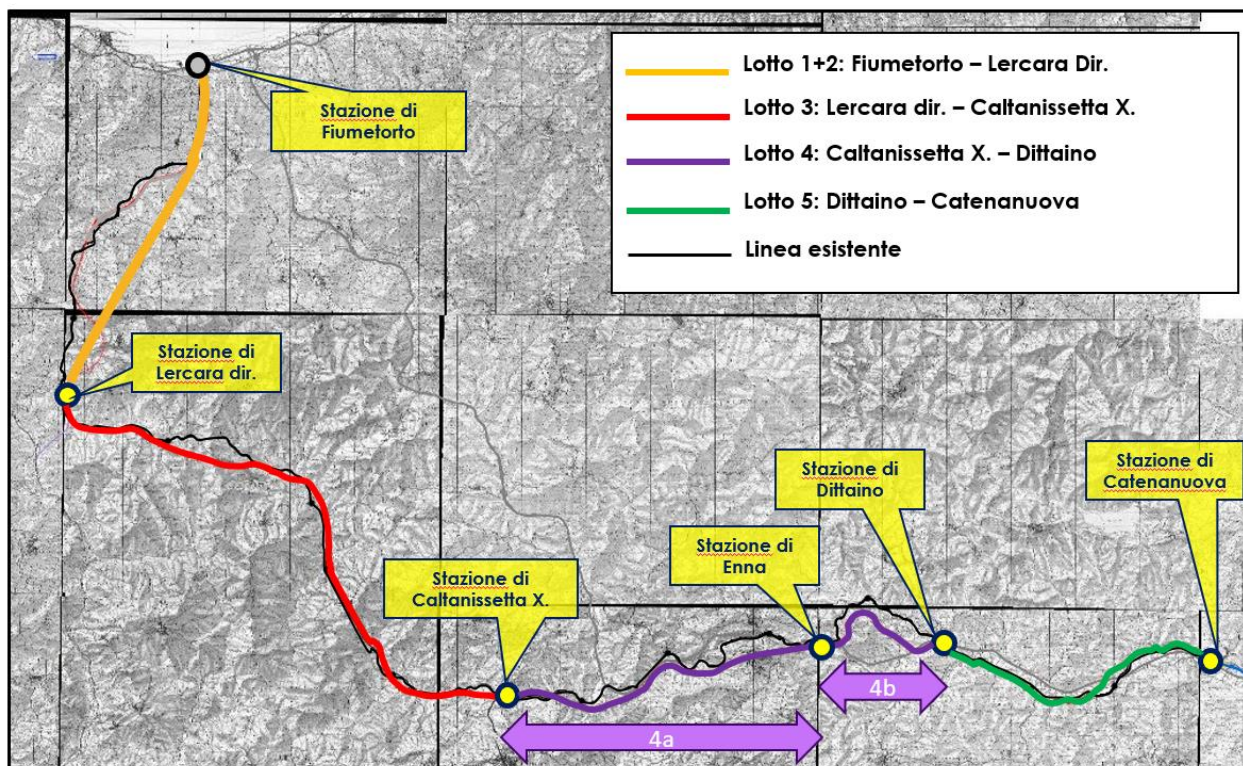 Lotto 1+2: Fiumetorto – Lercara Dir.
Lotto 3: Lercara dir. – Caltanissetta X.
Lotto 4: Caltanissetta X. – Dittaino
Lotto 5: Dittaino – Catenanuova
Linea esistente
Stazione di
Fiumetorto
Stazione di
Lercara dir.
Stazione di
Caltanissetta X.
Stazione di
Enna
Stazione di
Dittaino
Stazione di
Catenanuova
4a
4b